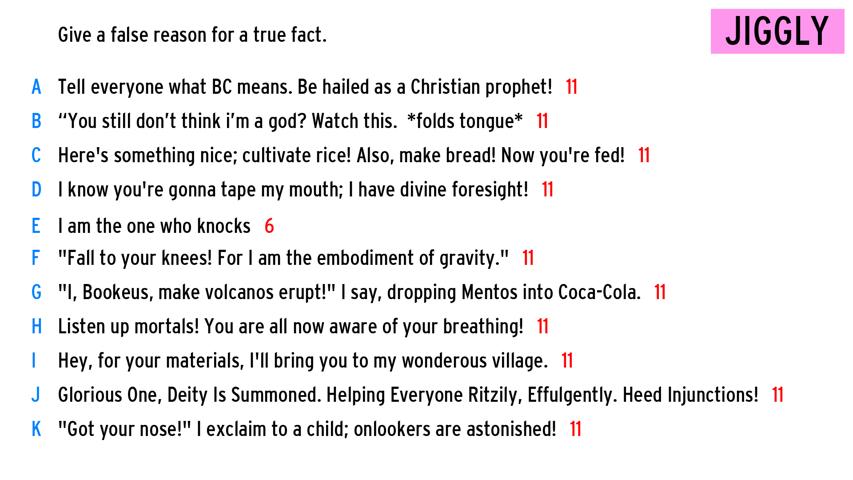 Give a false reason for a true fact.
JIGGLY
A Tell everyone what BC means. Be hailed as a Christian prophet! 11
B “You still don’t think i’m a god? Watch this. *folds tongue* 11
C Here's something nice; cultivate rice! Also, make bread! Now you're fed! 11
D I know you're gonna tape my mouth; I have divine foresight! 11
E I am the one who knocks 6
F "Fall to your knees! For I am the embodiment of gravity." 11
G "I, Bookeus, make volcanos erupt!" I say, dropping Mentos into Coca-Cola. 11
H Listen up mortals! You are all now aware of your breathing! 11
I Hey, for your materials, I'll bring you to my wonderous village. 11
J Glorious One, Deity Is Summoned. Helping Everyone Ritzily, Effulgently. Heed Injunctions! 11
K "Got your nose!" I exclaim to a child; onlookers are astonished! 11